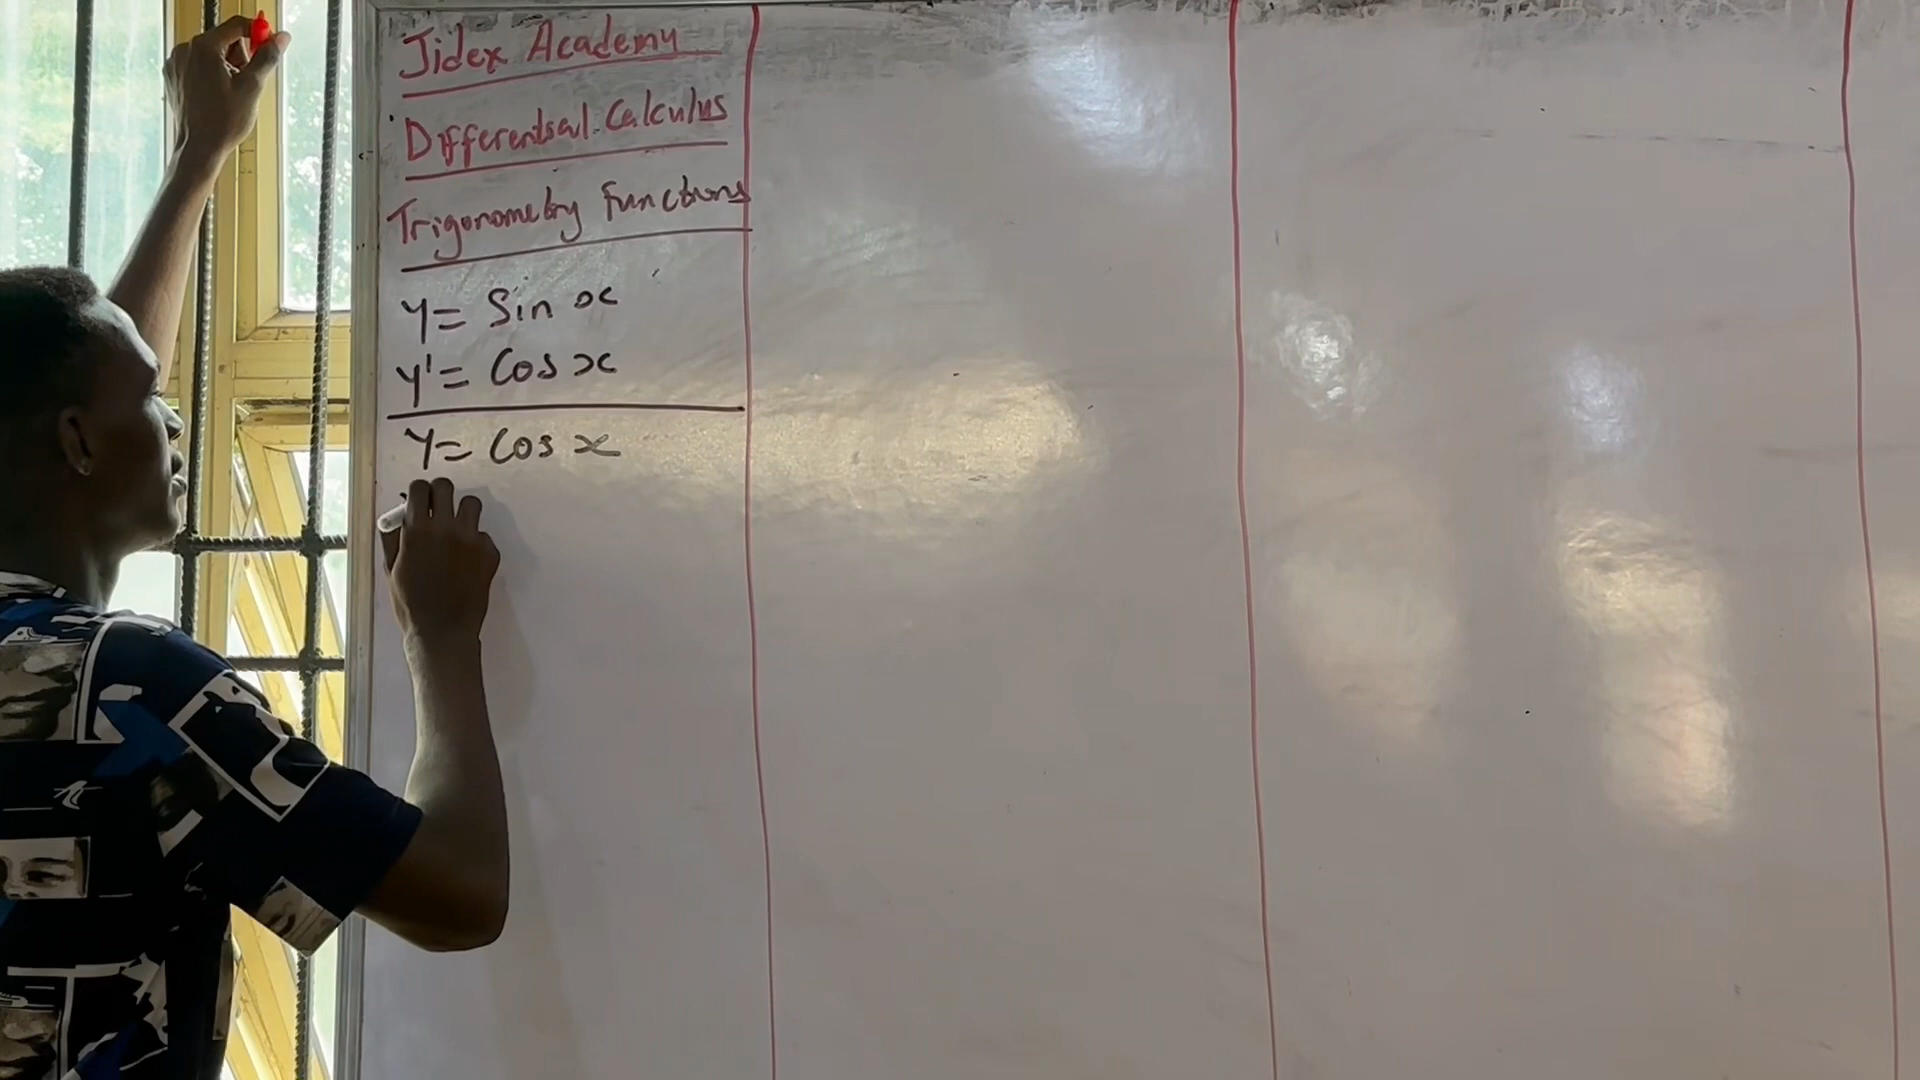 Jidex Academy
Differential Calculus
Trigonometry Functions
y = Sin x
y' = Cos x
y = Cos x